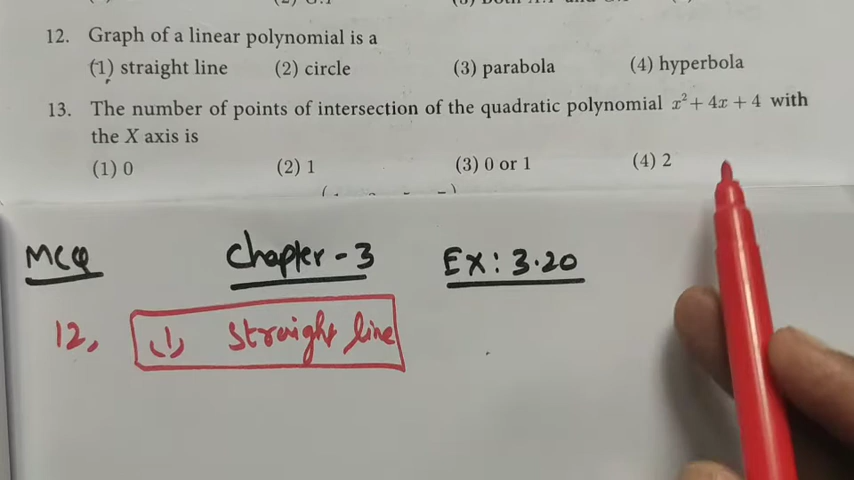 12. Graph of a linear polynomial is a
(1) straight line (2) circle (3) parabola (4) hyperbola
13. The number of points of intersection of the quadratic polynomial x² + 4x + 4 with
the X axis is
(1) 0 (2) 1 (3) 0 or 1 (4) 2
MCQ Chapter - 3 EX: 3.20
12, (1) straight line